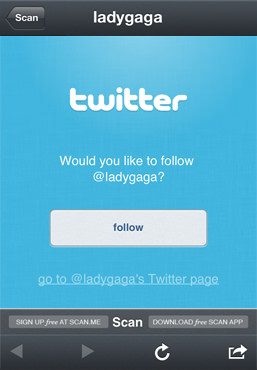 Scan
ladygaga
twitter
Would you like to follow
@ladygaga?
follow
go to @ladygaga's Twitter page
SIGN UP free AT SCAN.ME
Scan
DOWNLOAD free SCAN APP